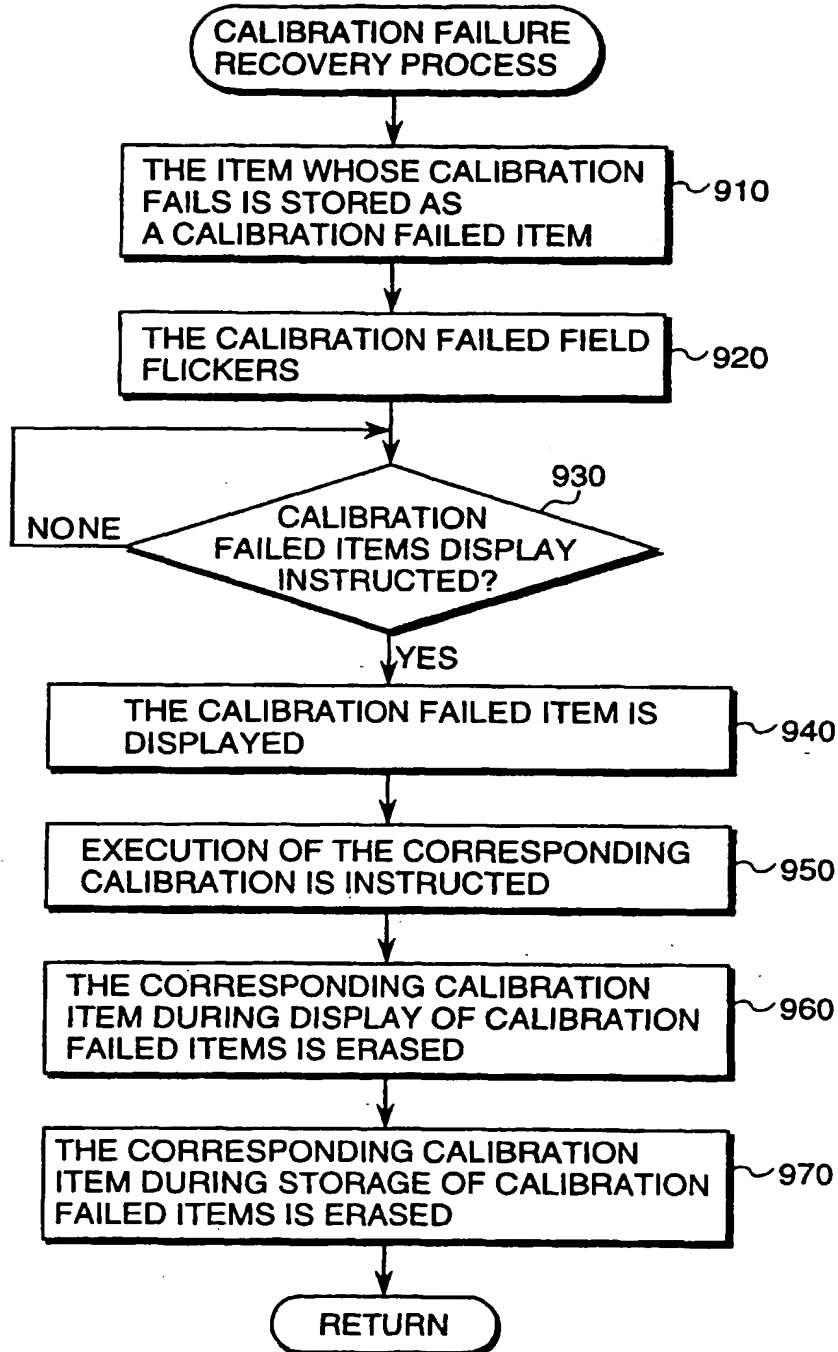 CALIBRATION FAILURE
RECOVERY PROCESS
THE ITEM WHOSE CALIBRATION
FAILS IS STORED AS
A CALIBRATION FAILED ITEM
910
THE CALIBRATION FAILED FIELD
FLICKERS
920
930
NONE
CALIBRATION
FAILED ITEMS DISPLAY
INSTRUCTED?
YES
THE CALIBRATION FAILED ITEM IS
DISPLAYED
940
EXECUTION OF THE CORRESPONDING
CALIBRATION IS INSTRUCTED
950
THE CORRESPONDING CALIBRATION
ITEM DURING DISPLAY OF CALIBRATION
FAILED ITEMS IS ERASED
960
THE CORRESPONDING CALIBRATION
ITEM DURING STORAGE OF CALIBRATION
FAILED ITEMS IS ERASED
970
RETURN